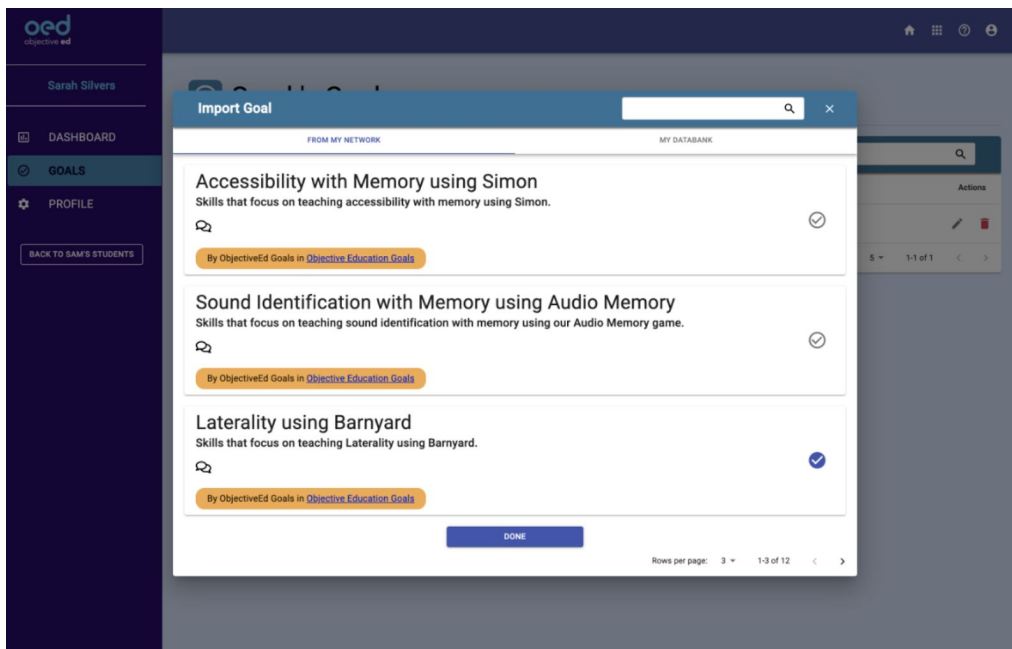 oed
objective ed
Sarah Silvers
DASHBOARD
GOALS
PROFILE
BACK TO SAM'S STUDENTS
Import Goal
FROM MY NETWORK
MY DATABANK
Accessibility with Memory using Simon
Skills that focus on teaching accessibility with memory using Simon.
By ObjectiveEd Goals in Objective Education Goals
Sound Identification with Memory using Audio Memory
Skills that focus on teaching sound identification with memory using our Audio Memory game.
By ObjectiveEd Goals in Objective Education Goals
Laterality using Barnyard
Skills that focus on teaching Laterality using Barnyard.
By ObjectiveEd Goals in Objective Education Goals
DONE
Rows per page: 3 1-3 of 12
Actions
5 1-1 of 1